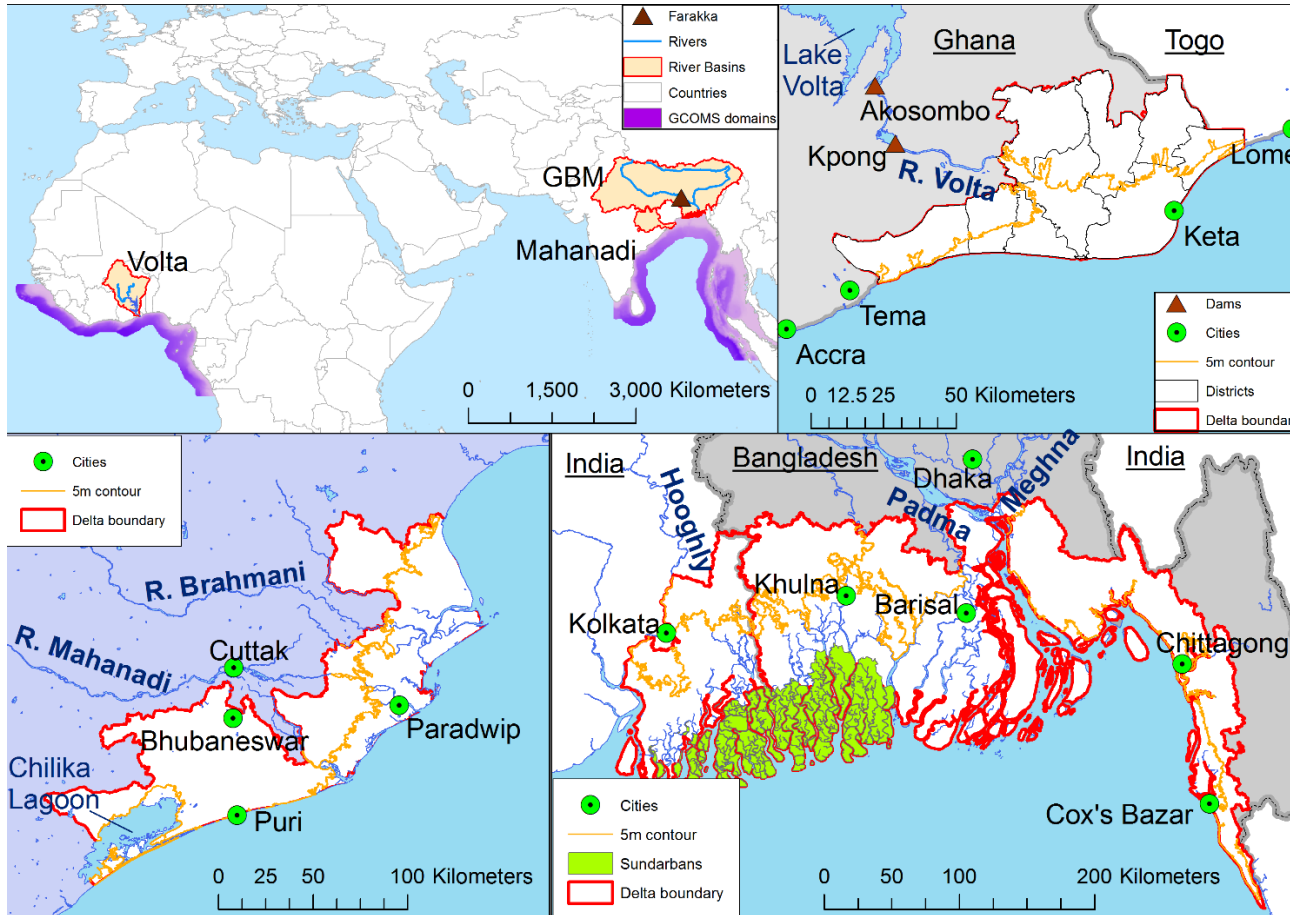 Farakka
Rivers
River Basins
Countries
GCOMS domains
GBM
Mahanadi
Volta
0 1,500 3,000 Kilometers
Lake
Volta
Ghana
Togo
Akosombo
Kpong
R. Volta
Lome
Keta
Tema
Accra
0 12.5 25 50 Kilometers
Dams
Cities
5m contour
Districts
Delta boundary
Cities
5m contour
Delta boundary
R. Brahmani
R. Mahanadi
Cuttak
Bhubaneswar
Paradwip
Chilika
Lagoon
Puri
0 25 50 100 Kilometers
India
Bangladesh
India
Hooghly
Dhaka
Padma
Meghna
Khulna
Barisal
Kolkata
Chittagong
Cox's Bazar
Cities
5m contour
Sundarbans
Delta boundary
0 50 100 200 Kilometers